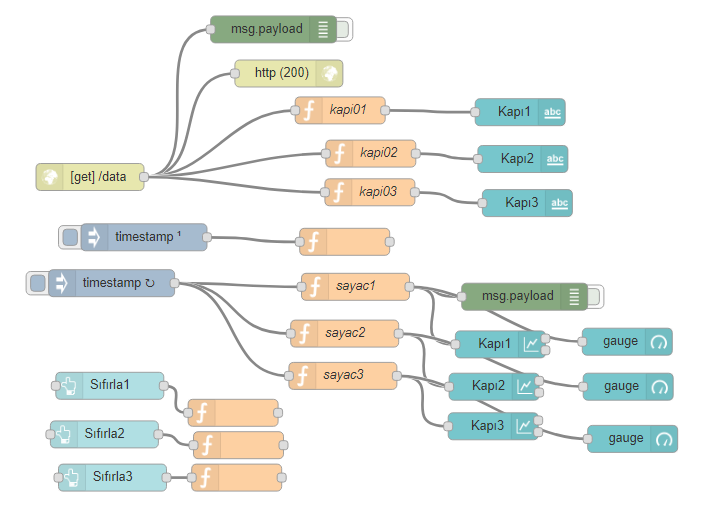 msg.payload
http (200)
kapi01
Kapı1
abc
kapi02
Kapı2
abc
[get] /data
kapi03
Kapı3
abc
timestamp ¹
timestamp ↻
sayac1
msg.payload
sayac2
Kapı1
gauge
sayac3
Kapı2
gauge
Sıfırla1
Kapı3
gauge
Sıfırla2
Sıfırla3